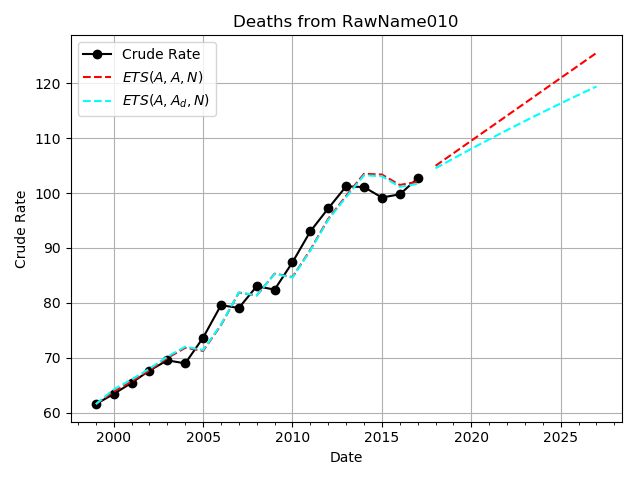 Deaths from RawName010
Crude Rate
ETS(A, A, N)
ETS(A, A_d, N)
120
110
100
90
80
70
60
Crude Rate
2000 2005 2010 2015 2020 2025
Date